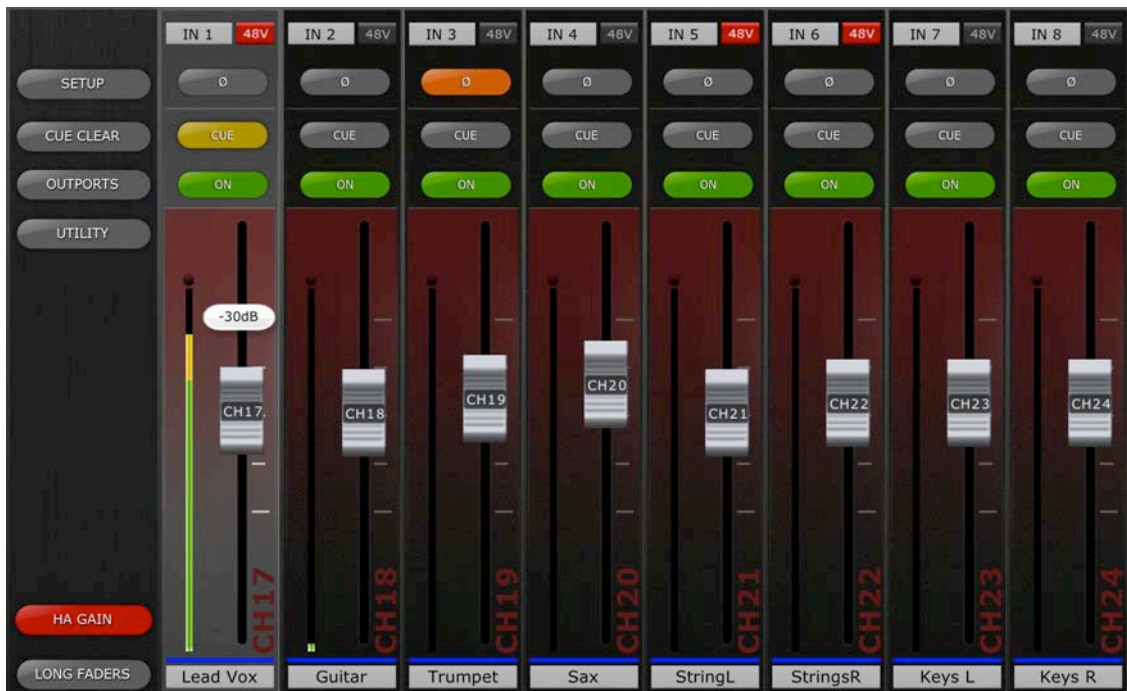 IN 1 48V IN 2 48V IN 3 48V IN 4 48V IN 5 48V IN 6 48V IN 7 48V IN 8 48V
SETUP Ø Ø Ø Ø Ø Ø Ø Ø
CUE CLEAR CUE CUE CUE CUE CUE CUE CUE CUE
OUTPORTS ON ON ON ON ON ON ON ON
UTILITY
-30dB
CH17 CH18 CH19 CH20 CH21 CH22 CH23 CH24
CH17 CH18 CH19 CH20 CH21 CH22 CH23 CH24
HA GAIN
LONG FADERS Lead Vox Guitar Trumpet Sax StringL StringsR Keys L Keys R